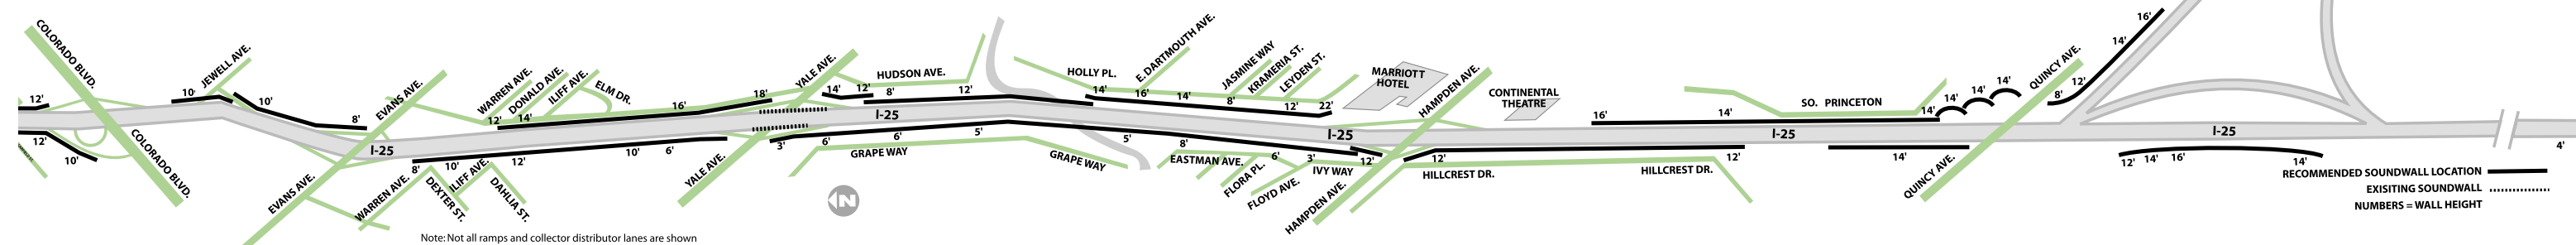 COLORADO BLVD.
12'
12'
10'
COLORADO BLVD.
10'
JEWELL AVE.
10'
8'
EVANS AVE.
I-25
EVANS AVE.
WARREN AVE.
DONALD AVE.
ILIFF AVE.
ELM DR.
12'
14'
16'
18'
8'
10'
12'
10'
6'
WARREN AVE.
DEXTER ST.
ILIFF AVE.
DAHLIA ST.
YALE AVE.
YALE AVE.
14'
12'
8'
HUDSON AVE.
12'
I-25
3'
6'
6'
5'
GRAPE WAY
GRAPE WAY
N
HOLLY PL.
14'
E. DARTMOUTH AVE.
16'
14'
JASMINE WAY
KRAMERIA ST.
LEYDEN ST.
8'
12'
22'
5'
8'
EASTMAN AVE.
6'
3'
FLORA PL.
FLOYD AVE.
IVY WAY
12'
I-25
MARRIOTT
HOTEL
HAMPDEN AVE.
HAMPDEN AVE.
12'
HILLCREST DR.
HILLCREST DR.
12'
CONTINENTAL
THEATRE
16'
14'
SO. PRINCETON
14'
14'
14'
14'
I-25
14'
QUINCY AVE.
QUINCY AVE.
8'
12'
14'
16'
I-25
12'
14'
16'
14'
4'
RECOMMENDED SOUNDWALL LOCATION
EXISITING SOUNDWALL
NUMBERS = WALL HEIGHT
Note: Not all ramps and collector distributor lanes are shown